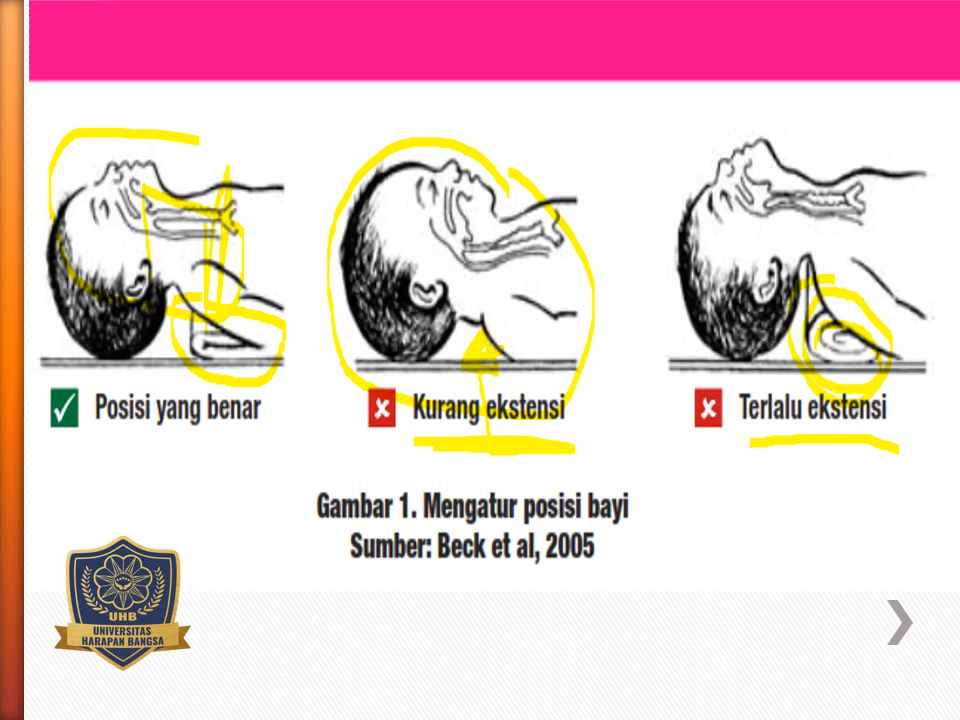 Posisi yang benar
Kurang ekstensi
Terlalu ekstensi
Gambar 1. Mengatur posisi bayi
Sumber: Beck et al, 2005
UHB
UNIVERSITAS
HARAPAN BANGSA